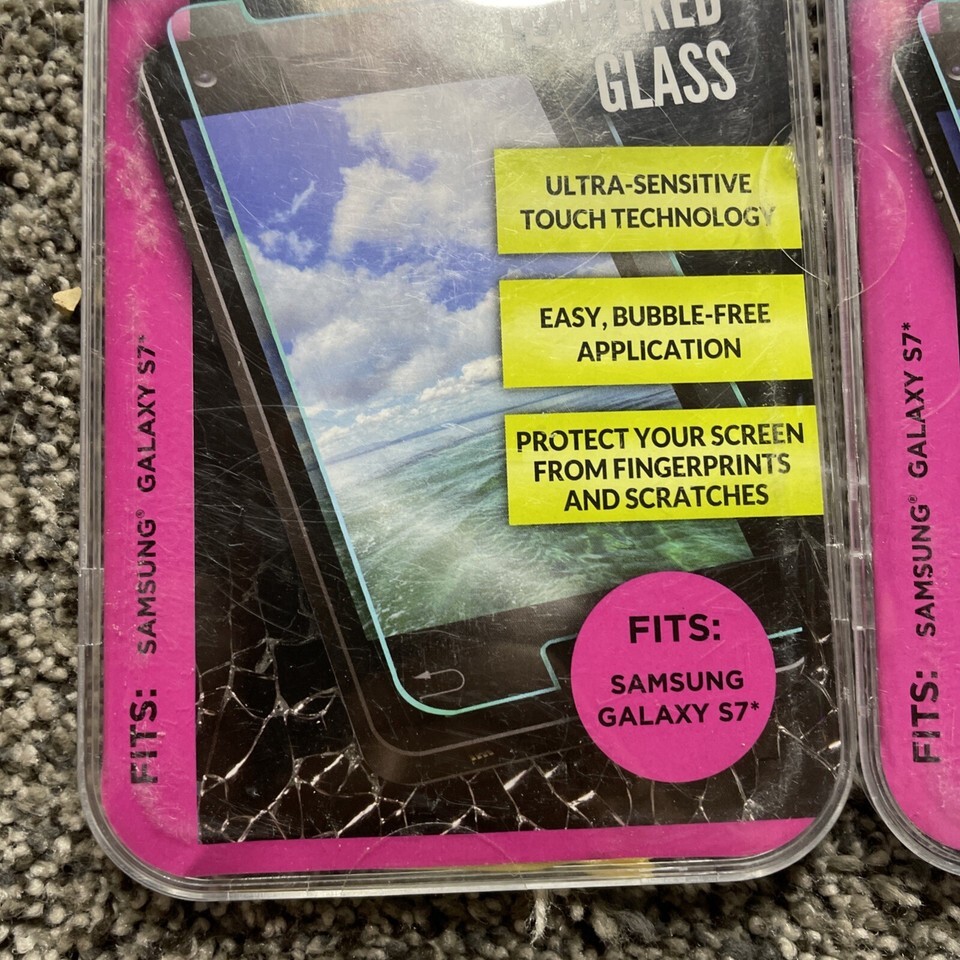 TEMPERED
GLASS
ULTRA-SENSITIVE
TOUCH TECHNOLOGY
EASY, BUBBLE-FREE
APPLICATION
PROTECT YOUR SCREEN
FROM FINGERPRINTS
AND SCRATCHES
FITS:
SAMSUNG
GALAXY S7*
FITS: SAMSUNG® GALAXY S7*
FITS: SAMSUNG® GALAXY S7*